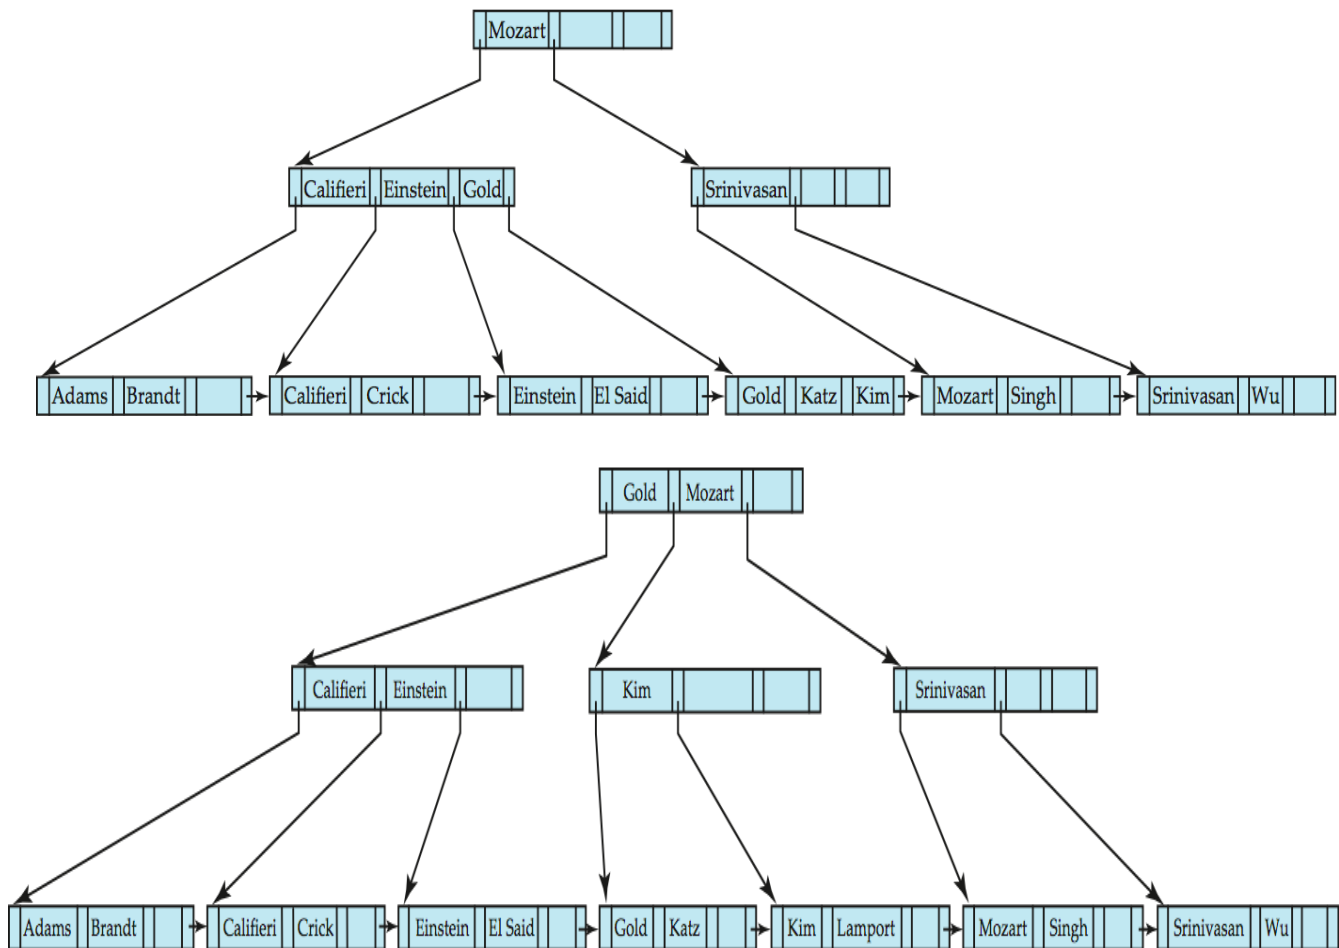 Mozart
Califieri Einstein Gold
Srinivasan
Adams Brandt
Califieri Crick
Einstein El Said
Gold Katz Kim
Mozart Singh
Srinivasan Wu
Gold Mozart
Califieri Einstein
Kim
Srinivasan
Adams Brandt
Califieri Crick
Einstein El Said
Gold Katz
Kim Lamport
Mozart Singh
Srinivasan Wu